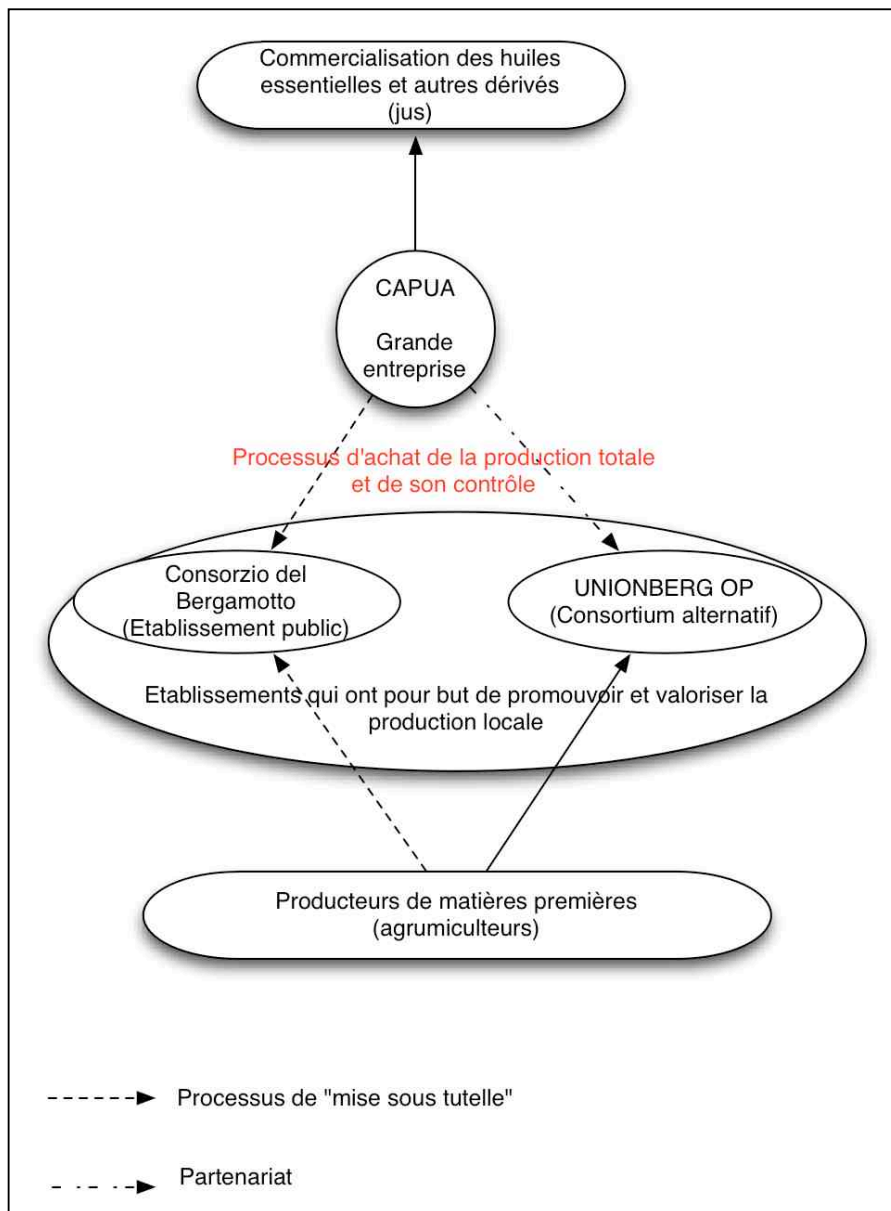 Commercialisation des huiles
essentielles et autres dérivés
(jus)
CAPUA
Grande
entreprise
Processus d'achat de la production totale
et de son contrôle
Consorzio del
Bergamotto
(Etablissement public)
UNIONBERG OP
(Consortium alternatif)
Etablissements qui ont pour but de promouvoir et valoriser la
production locale
Producteurs de matières premières
(agrumiculteurs)
Processus de "mise sous tutelle"
Partenariat